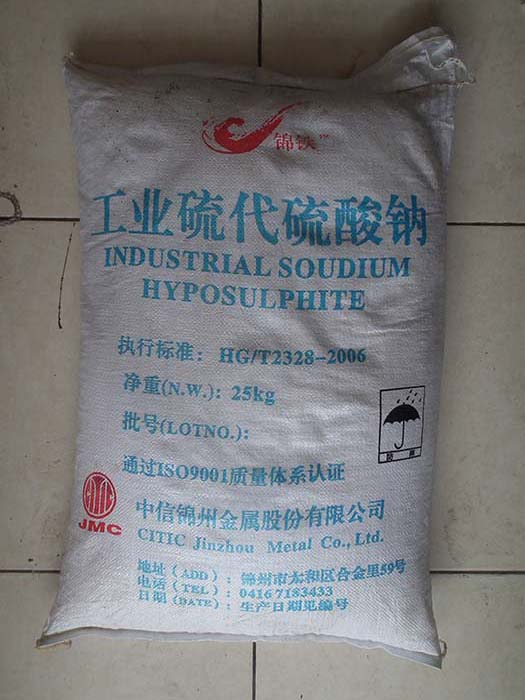 锦铁™
工业硫代硫酸钠
INDUSTRIAL SOUDIUM
HYPOSULPHITE
执行标准：HG/T2328-2006
净重(N.W.)：25kg
批号(LOTNO.)：
通过ISO9001质量体系认证
CITIC
JMC
中信锦州金属股份有限公司
CITIC Jinzhou Metal Co.,Ltd.
地址（ADD）：锦州市太和区合金里59号
电话（TEL）：0416 7183433
日期（DATE）：生产日期见编号